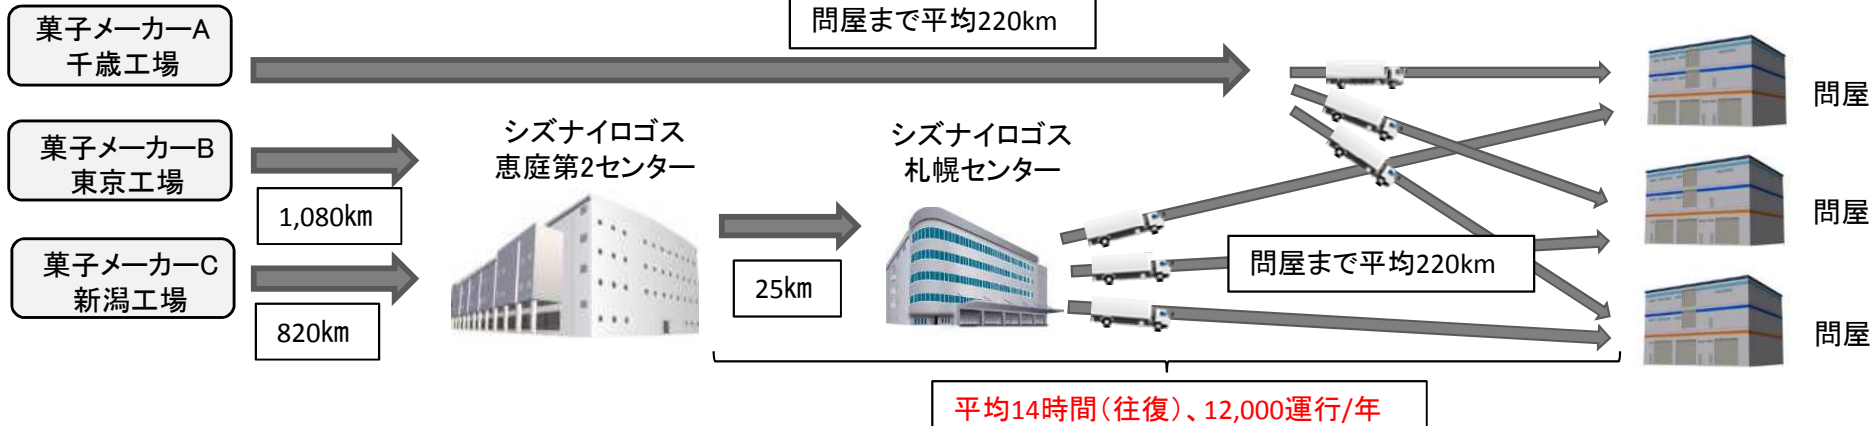 菓子メーカーA
千歳工場
問屋まで平均220km
問屋
菓子メーカーB
東京工場
1,080㎞
シズナイロゴス
恵庭第2センター
シズナイロゴス
札幌センター
問屋
菓子メーカーC
新潟工場
820㎞
25㎞
問屋まで平均220km
問屋
平均14時間（往復）、12,000運行/年